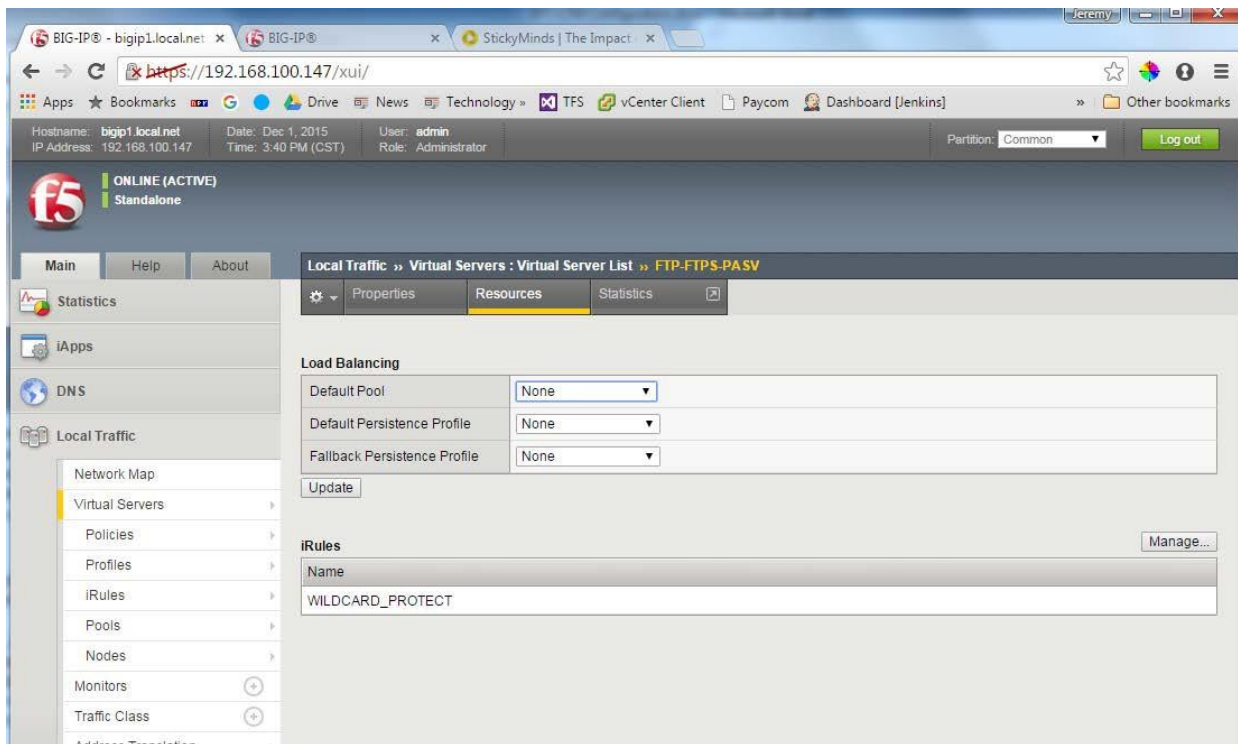 Jeremy
BIG-IP® - bigip1.local.net
BIG-IP®
StickyMinds | The Impact
https://192.168.100.147/xui/
Apps
Bookmarks
G
Drive
News
Technology »
TFS
vCenter Client
Paycom
Dashboard [Jenkins]
»
Other bookmarks
Hostname: bigip1.local.net
Date: Dec 1, 2015
User: admin
IP Address: 192.168.100.147
Time: 3:40 PM (CST)
Role: Administrator
Partition: Common
Log out
f5
ONLINE (ACTIVE)
Standalone
Main
Help
About
Local Traffic » Virtual Servers : Virtual Server List » FTP-FTPS-PASV
Properties
Resources
Statistics
Statistics
iApps
DNS
Local Traffic
Network Map
Virtual Servers
Policies
Profiles
iRules
Pools
Nodes
Monitors
Traffic Class
Address Translation
Load Balancing
Default Pool
None
Default Persistence Profile
None
Fallback Persistence Profile
None
Update
iRules
Manage...
Name
WILDCARD_PROTECT